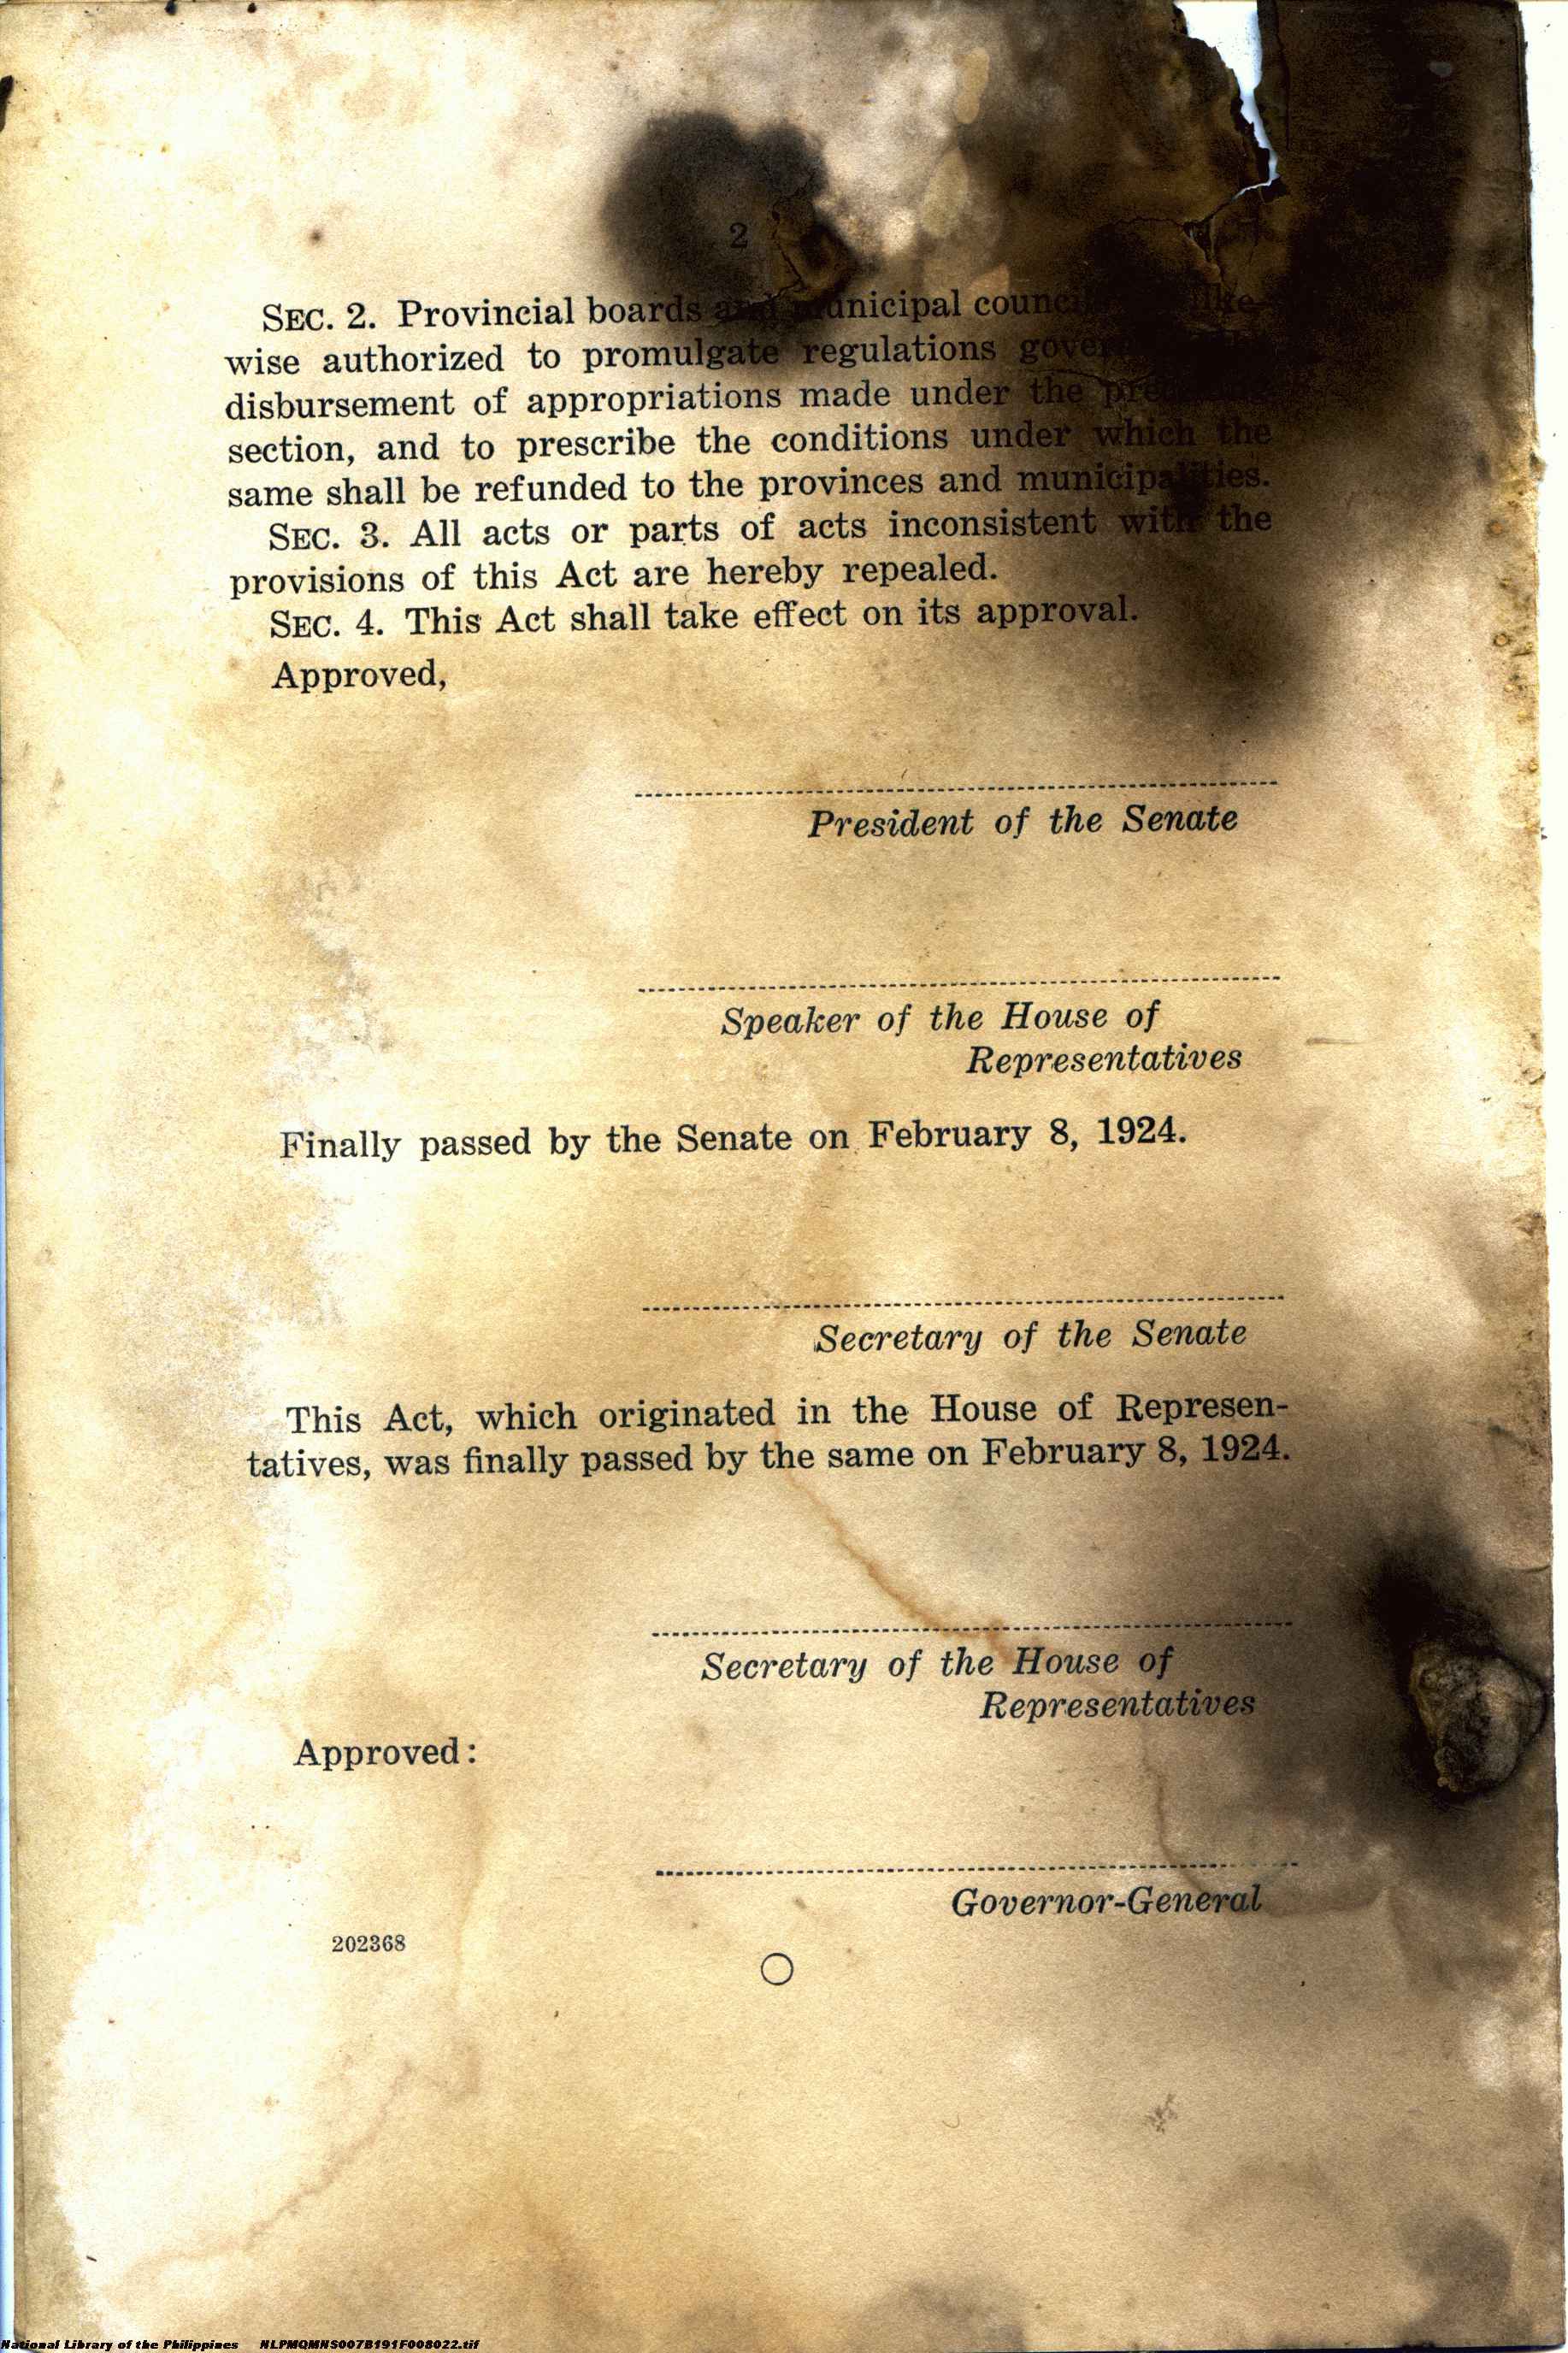 2
SEC. 2. Provincial boards and municipal like-
wise authorized to promulgate regulations
disbursement of appropriations made under the
section, and to prescribe the conditions under which the
same shall be refunded to the provinces and municipalities.
SEC. 3. All acts or parts of acts inconsistent with the
provisions of this Act are hereby repealed.
SEC. 4. This Act shall take effect on its approval.
Approved,
President of the Senate
Speaker of the House of
Representatives
Finally passed by the Senate on February 8, 1924.
Secretary of the Senate
This Act, which originated in the House of Represen-
tatives, was finally passed by the same on February 8, 1924.
Secretary of the House of
Representatives
Approved:
Governor-General
202368
National Library of the Philippines NLPMQMNS007B191F008022.tif